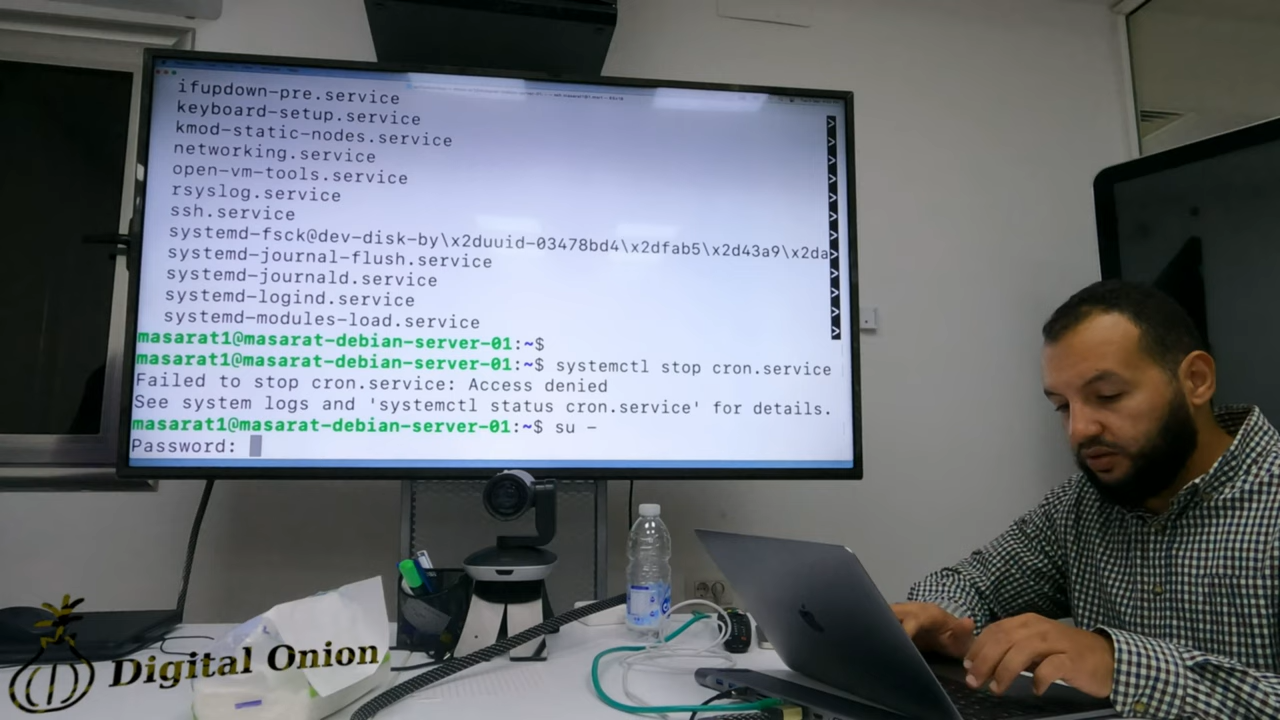 ifupdown-pre.service
keyboard-setup.service
kmod-static-nodes.service
networking.service
open-vm-tools.service
rsyslog.service
ssh.service
systemd-fsck@dev-disk-by\x2duuid-03478bd4\x2dfab5\x2d43a9\x2da>
systemd-journal-flush.service
systemd-journald.service
systemd-logind.service
systemd-modules-load.service
masarat1@masarat-debian-server-01:~$
masarat1@masarat-debian-server-01:~$ systemctl stop cron.service
Failed to stop cron.service: Access denied
See system logs and 'systemctl status cron.service' for details.
masarat1@masarat-debian-server-01:~$ su -
Password:
Digital Onion